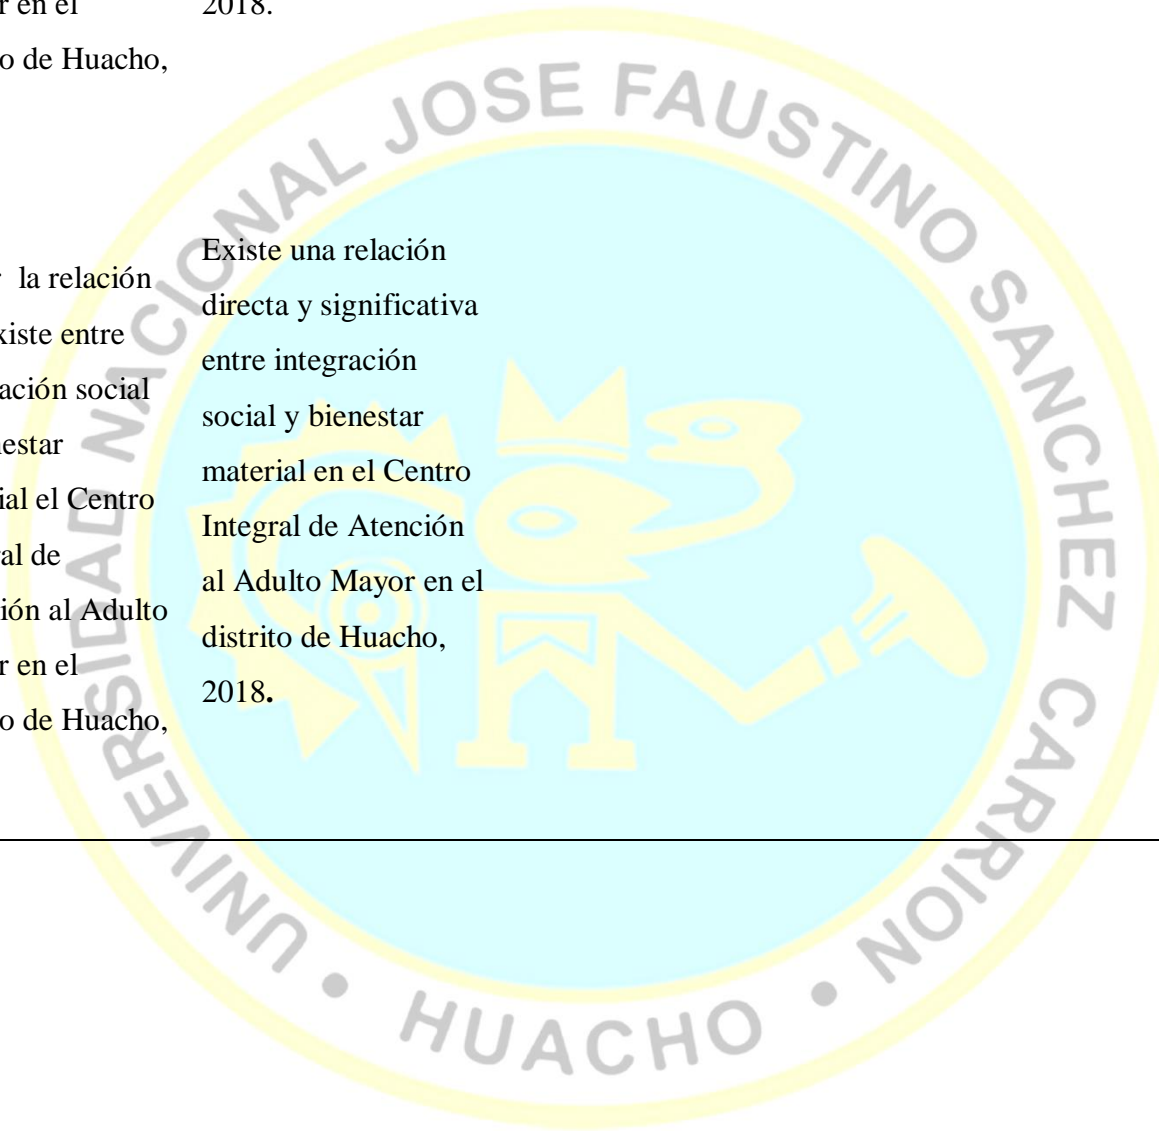 r en el
o de Huacho,
r la relación
xiste entre
ación social
nestar
ial el Centro
al de
ión al Adulto
r en el
o de Huacho,
2018.
Existe una relación
directa y significativa
entre integración
social y bienestar
material en el Centro
Integral de Atención
al Adulto Mayor en el
distrito de Huacho,
2018.
UNIVERSIDAD NACIONAL JOSE FAUSTINO SANCHEZ CARRION • HUACHO •